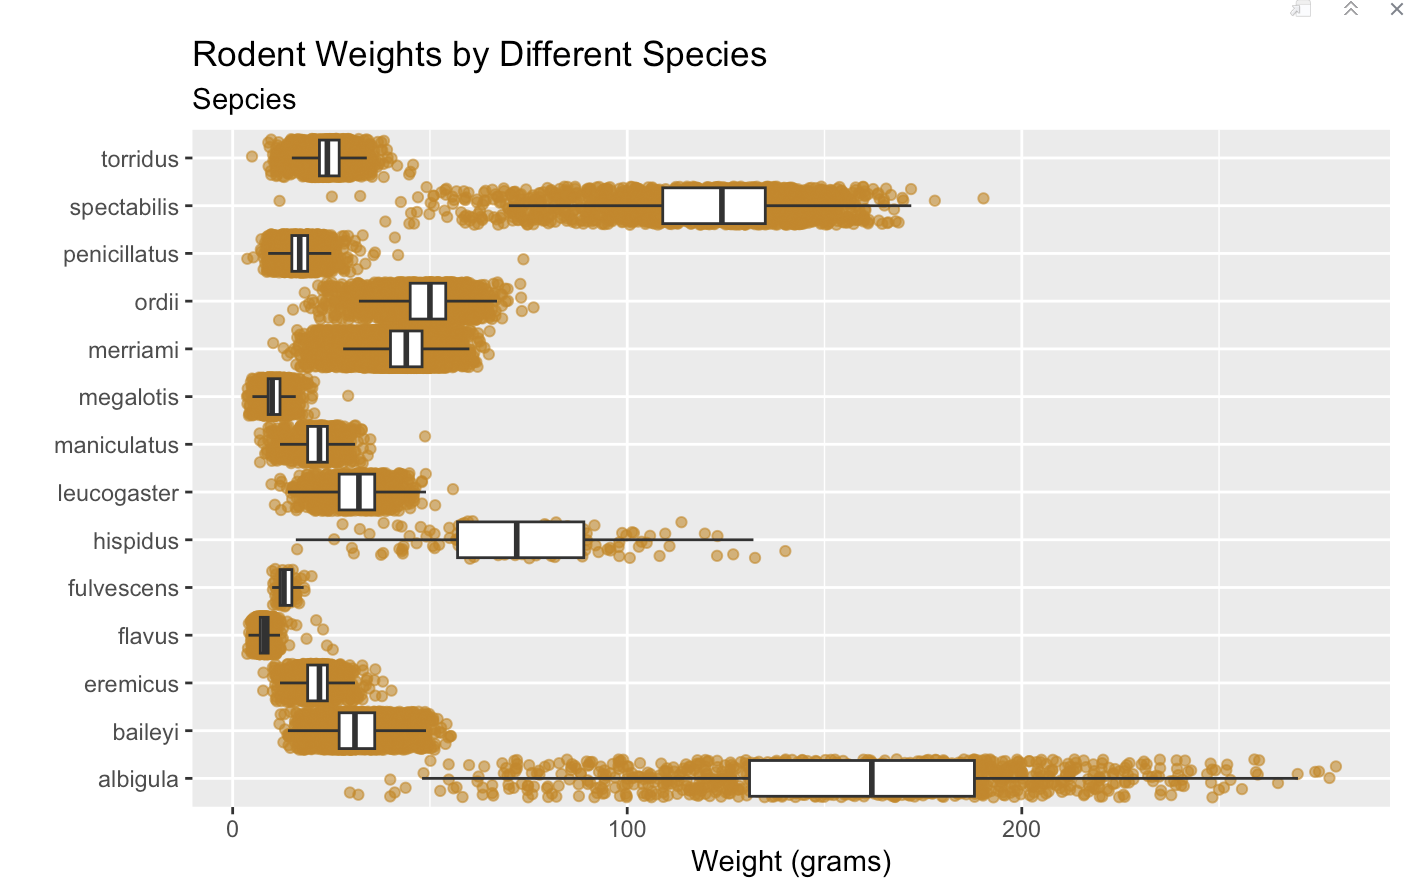 Rodent Weights by Different Species
Sepcies
torridus
spectabilis
penicillatus
ordii
merriami
megalotis
maniculatus
leucogaster
hispidus
fulvescens
flavus
eremicus
baileyi
albigula
0 100 200
Weight (grams)